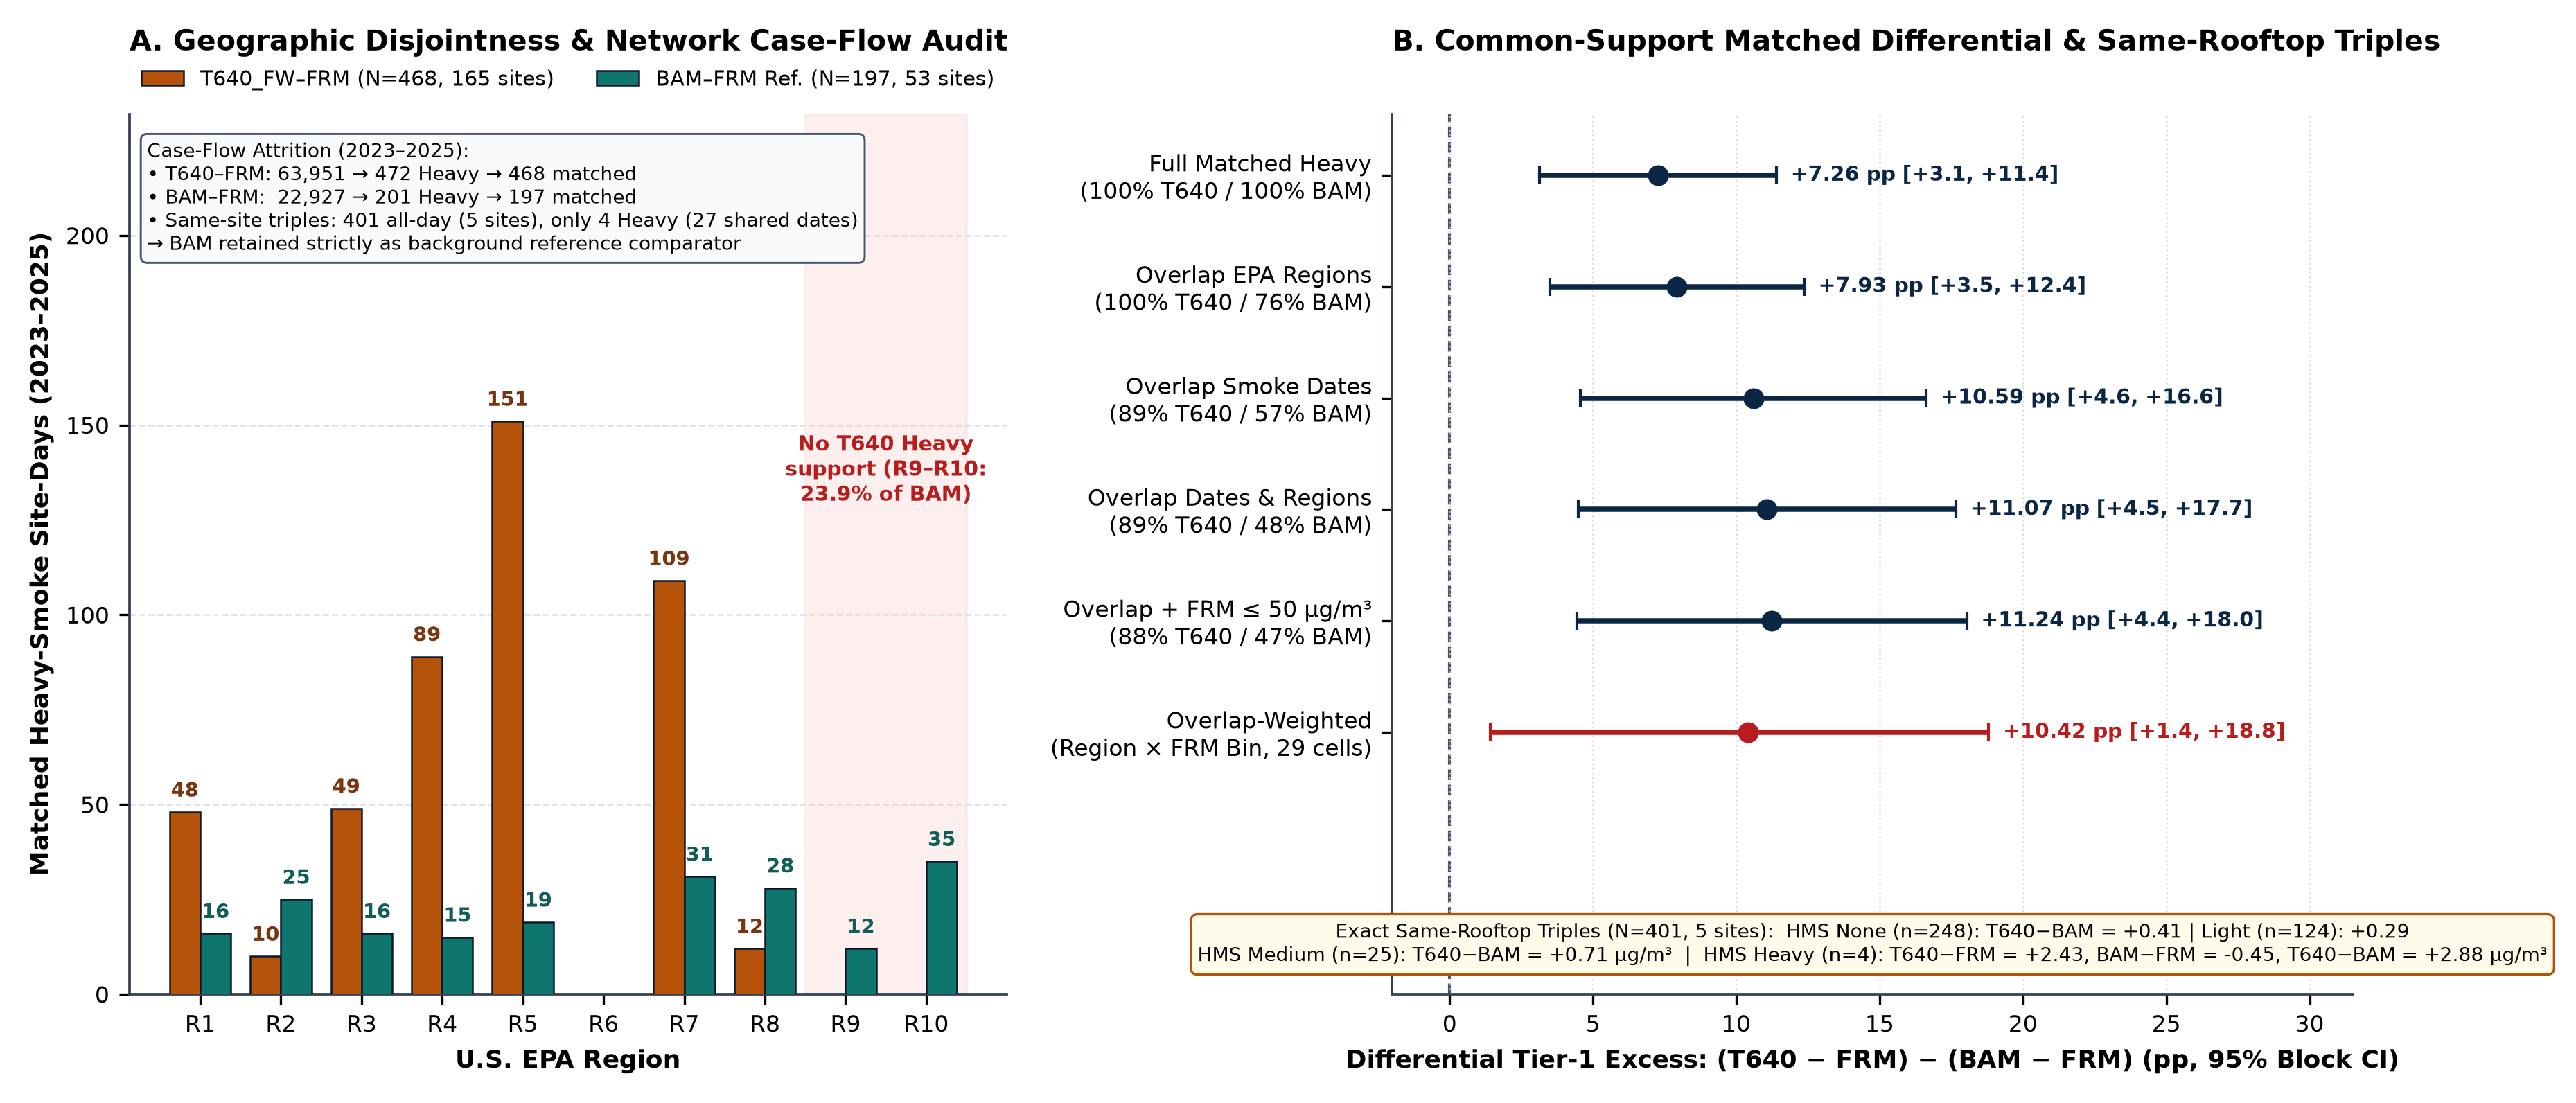 A. Geographic Disjointness & Network Case-Flow Audit
T640_FW–FRM (N=468, 165 sites)
BAM–FRM Ref. (N=197, 53 sites)
Matched Heavy-Smoke Site-Days (2023–2025)
200
150
100
50
0
Case-Flow Attrition (2023–2025):
• T640–FRM: 63,951 → 472 Heavy → 468 matched
• BAM–FRM:  22,927 → 201 Heavy → 197 matched
• Same-site triples: 401 all-day (5 sites), only 4 Heavy (27 shared dates)
→ BAM retained strictly as background reference comparator
No T640 Heavy
support (R9–R10:
23.9% of BAM)
48
16
10
25
49
16
89
15
151
19
109
31
12
28
12
35
R1
R2
R3
R4
R5
R6
R7
R8
R9
R10
U.S. EPA Region
B. Common-Support Matched Differential & Same-Rooftop Triples
Full Matched Heavy
(100% T640 / 100% BAM)
+7.26 pp [+3.1, +11.4]
Overlap EPA Regions
(100% T640 / 76% BAM)
+7.93 pp [+3.5, +12.4]
Overlap Smoke Dates
(89% T640 / 57% BAM)
+10.59 pp [+4.6, +16.6]
Overlap Dates & Regions
(89% T640 / 48% BAM)
+11.07 pp [+4.5, +17.7]
Overlap + FRM ≤ 50 µg/m³
(88% T640 / 47% BAM)
+11.24 pp [+4.4, +18.0]
Overlap-Weighted
(Region × FRM Bin, 29 cells)
+10.42 pp [+1.4, +18.8]
Exact Same-Rooftop Triples (N=401, 5 sites):  HMS None (n=248): T640−BAM = +0.41 | Light (n=124): +0.29
HMS Medium (n=25): T640−BAM = +0.71 µg/m³  |  HMS Heavy (n=4): T640−FRM = +2.43, BAM−FRM = -0.45, T640−BAM = +2.88 µg/m³
0
5
10
15
20
25
30
Differential Tier-1 Excess: (T640 − FRM) − (BAM − FRM) (pp, 95% Block CI)